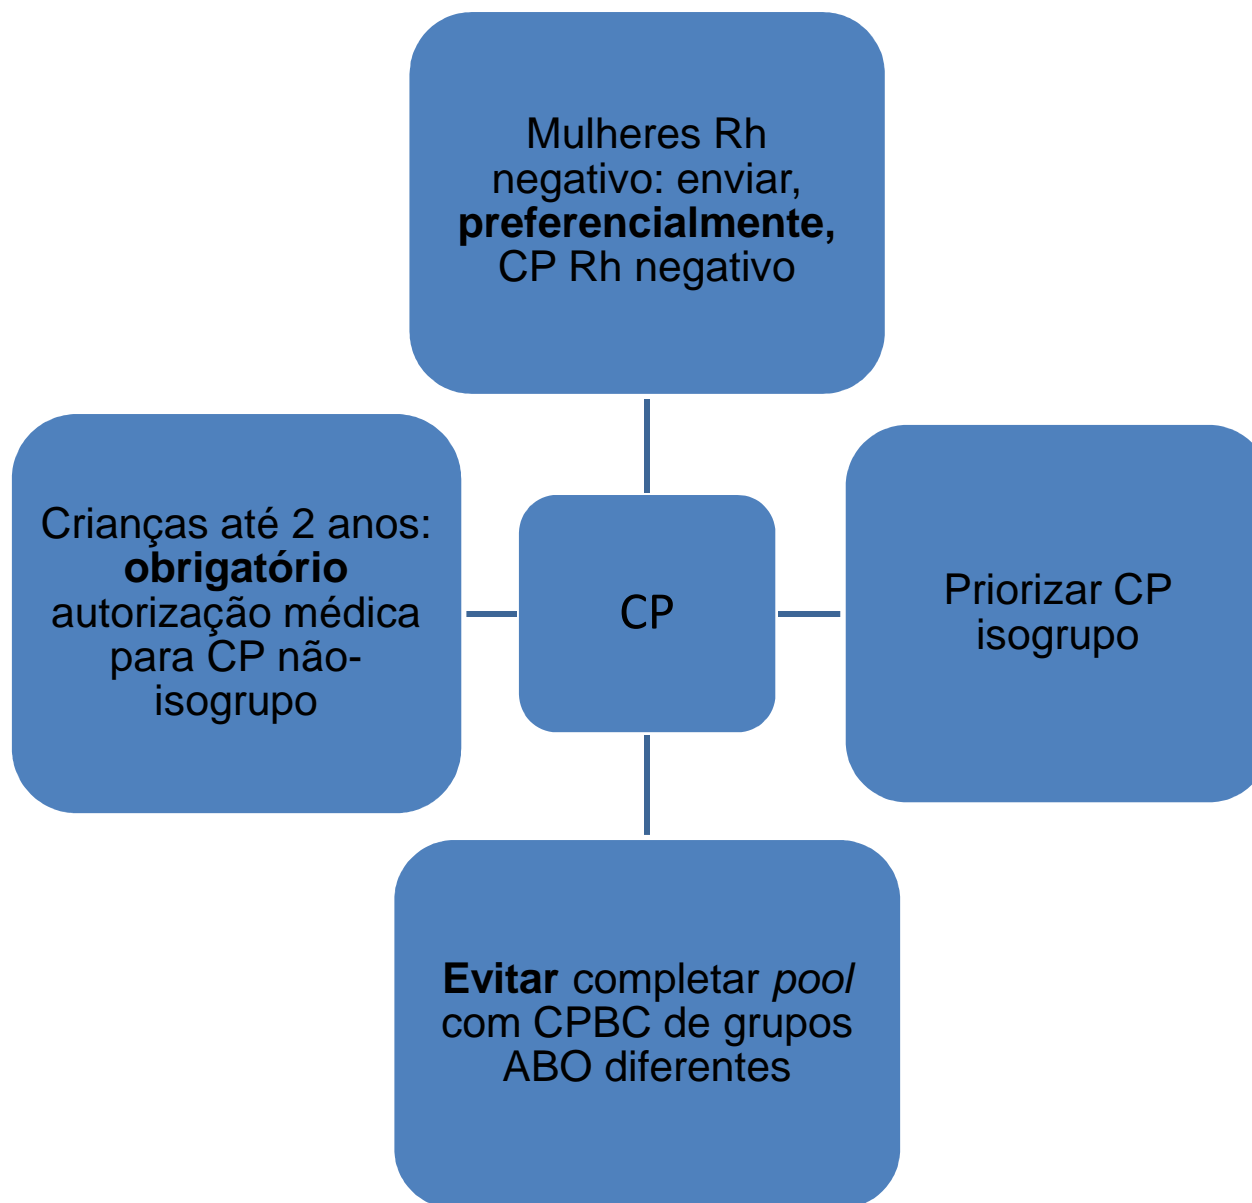 Mulheres Rh
negativo: enviar,
preferencialmente,
CP Rh negativo
Crianças até 2 anos:
obrigatório
autorização médica
para CP não-
isogrupo
CP
Priorizar CP
isogrupo
Evitar completar pool
com CPBC de grupos
ABO diferentes